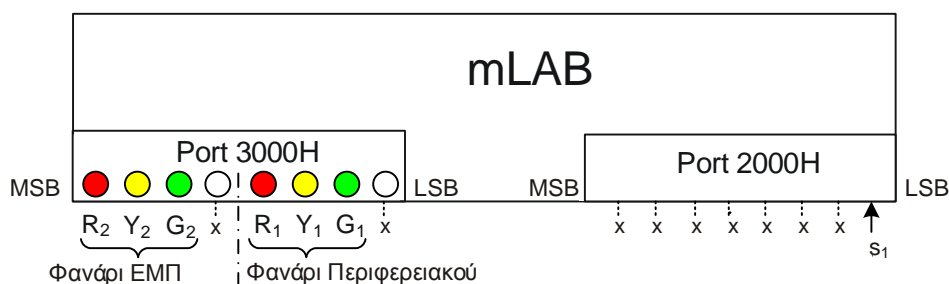 mLAB
Port 3000H
Port 2000H
MSB
LSB
MSB
LSB
R2 Y2 G2 x R1 Y1 G1 x
x x x x x x x s1
Φανάρι ΕΜΠ
Φανάρι Περιφερειακού